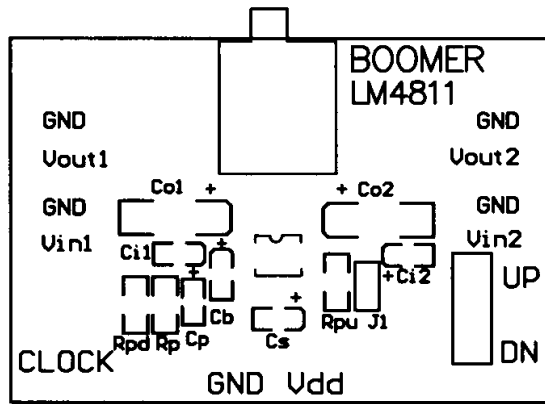 BOOMER
LM4811
GND GND
Vout1 Vout2
Co1 + + Co2
GND GND
Vin1 Vin2
Ci1 + + Ci2
+ Cb + UP
Rpd Rp Cp Cs Rpu J1
CLOCK DN
GND Vdd